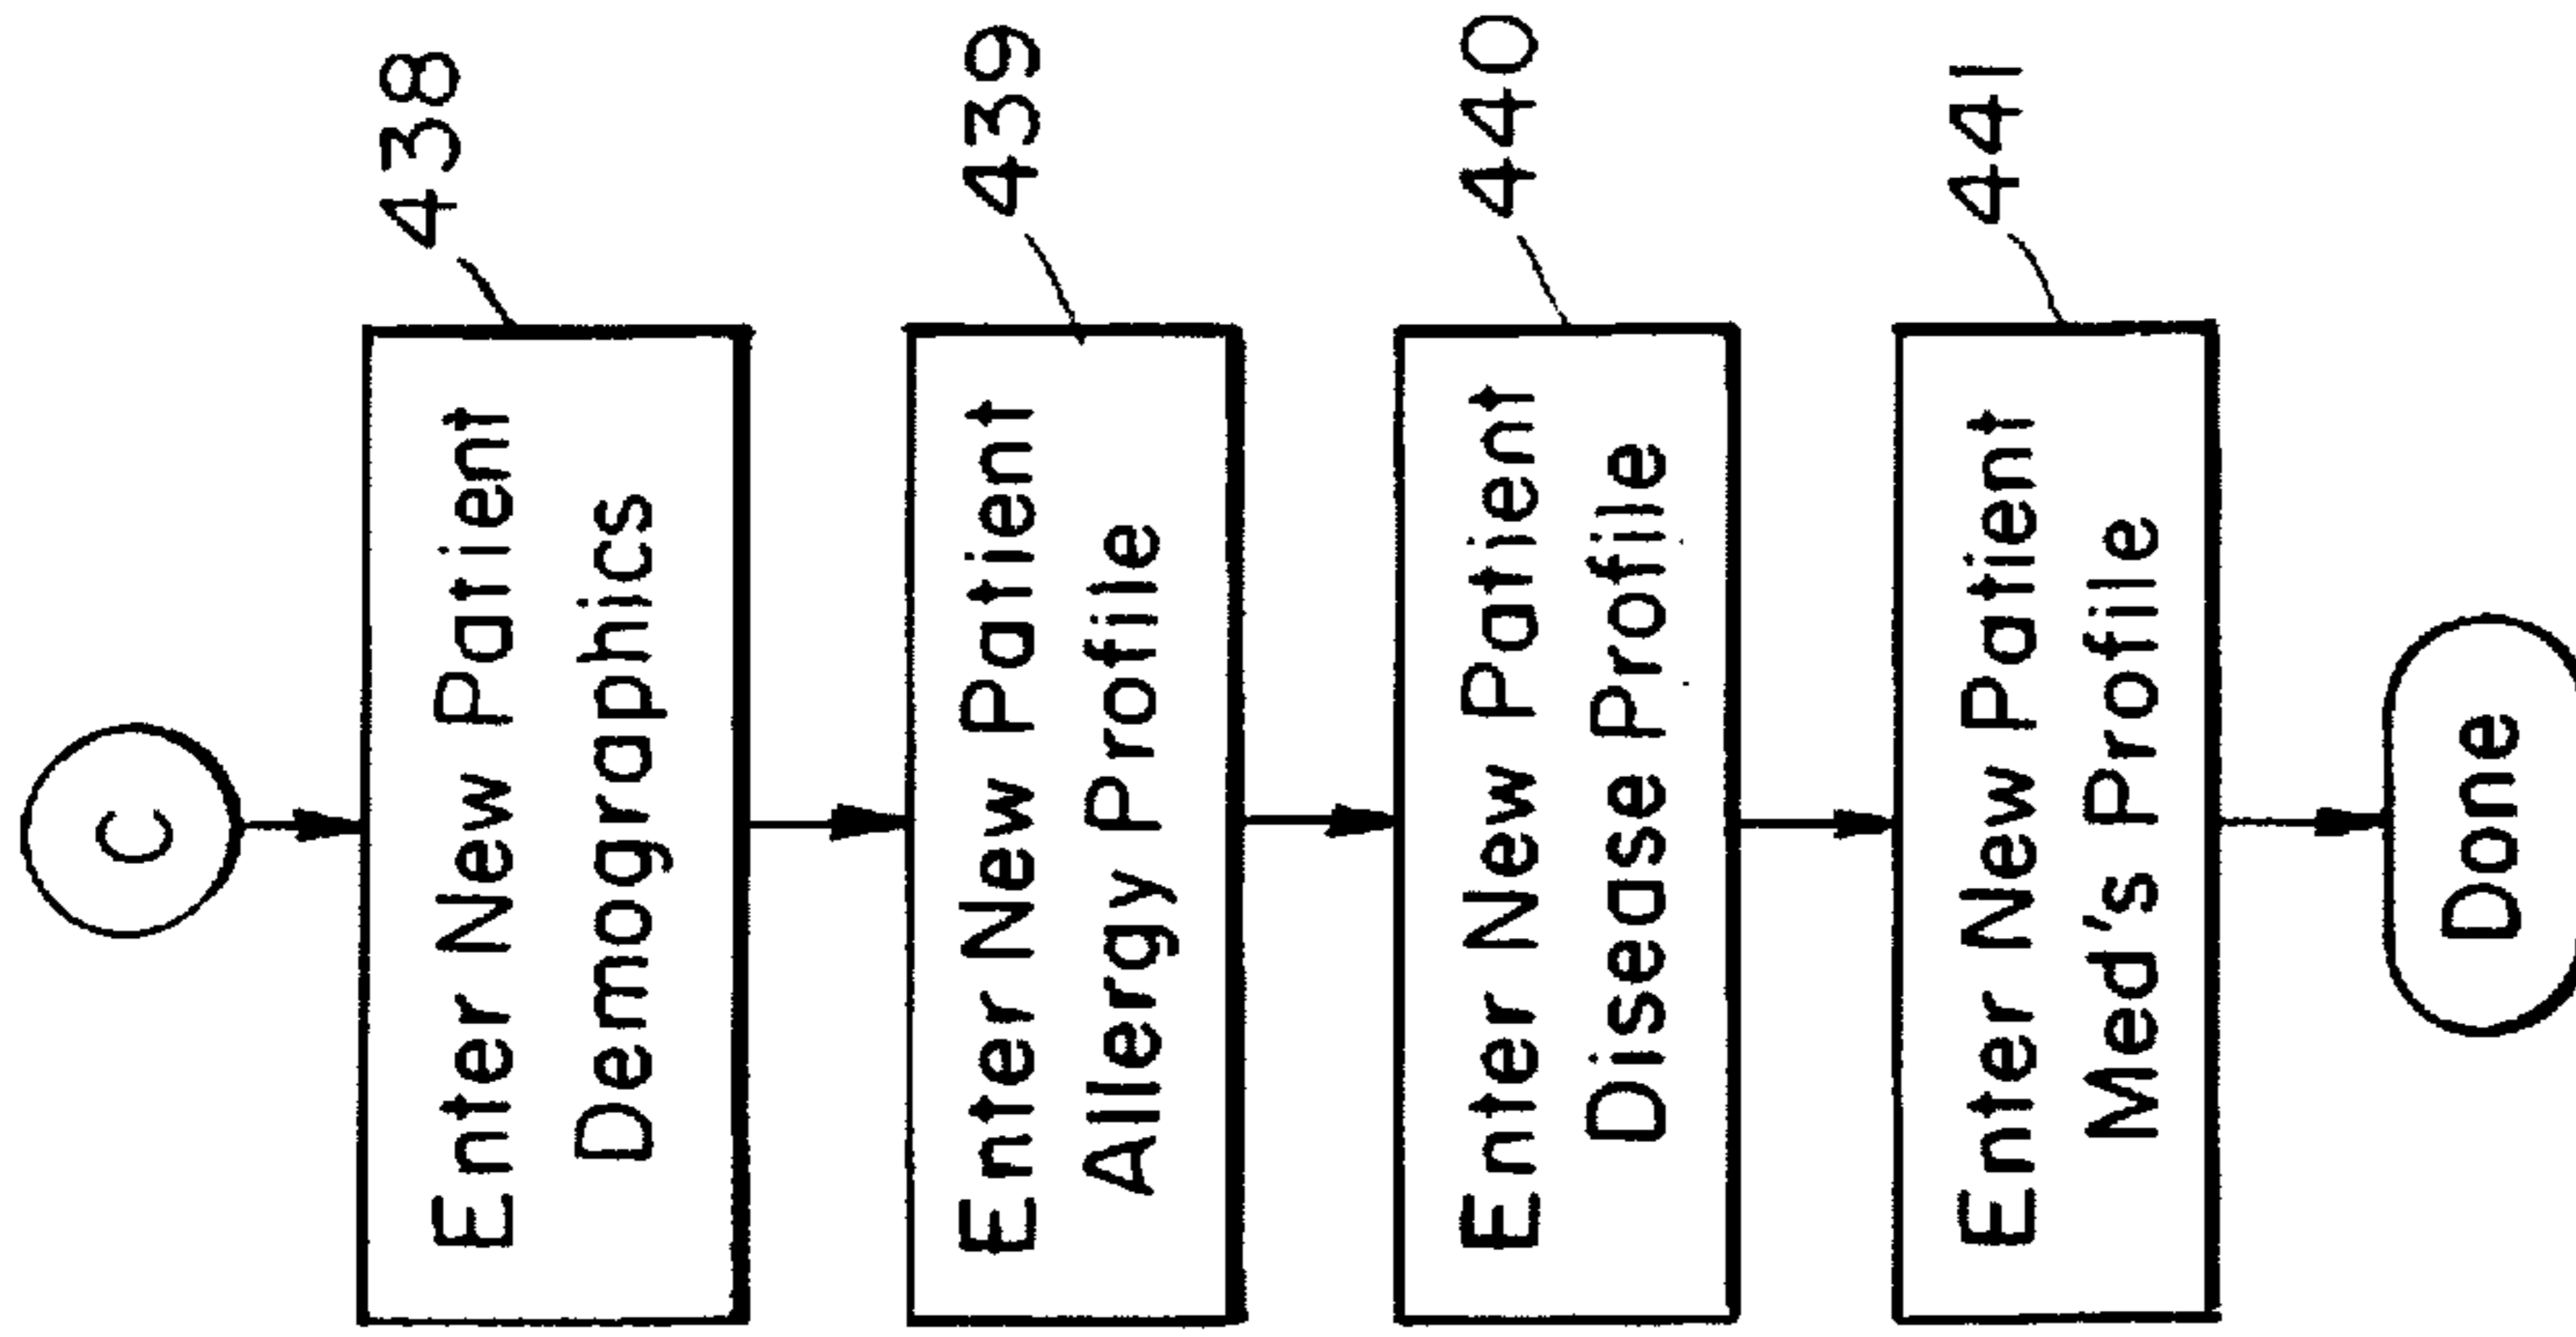 C
438
Enter New Patient
Demographics
439
Enter New Patient
Allergy Profile
440
Enter New Patient
Disease Profile
441
Enter New Patient
Med's Profile
Done